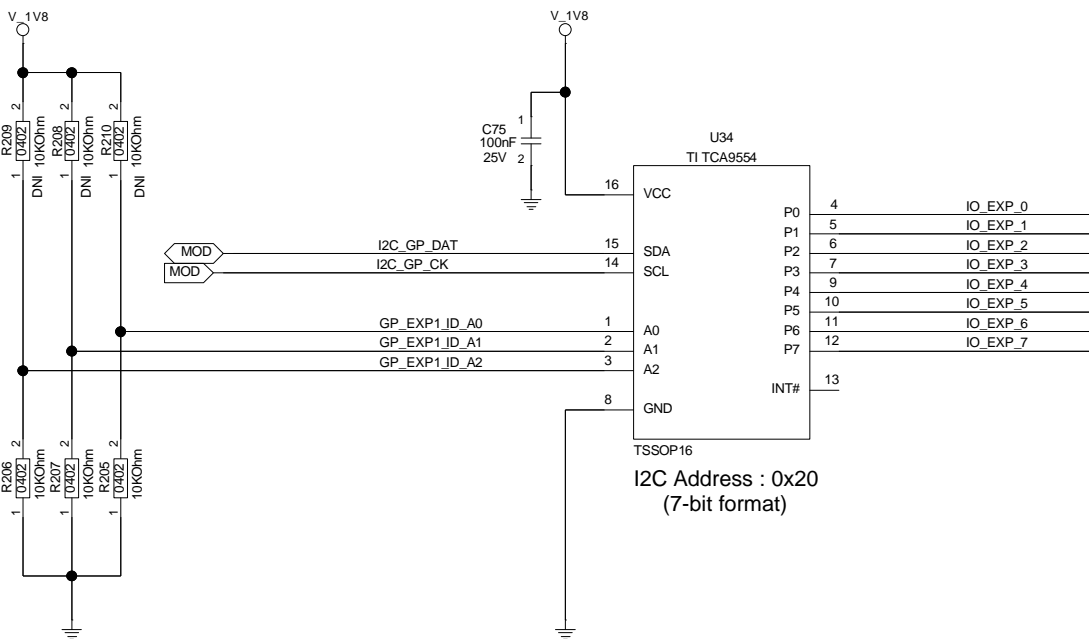 V_1V8
V_1V8
R209
0402
10KOhm
DNI
2
1
R208
0402
10KOhm
DNI
2
1
R210
0402
10KOhm
DNI
2
1
C75
100nF
25V
1
2
U34
TI TCA9554
16 VCC
P0 4 IO_EXP_0
P1 5 IO_EXP_1
MOD I2C_GP_DAT 15 SDA
P2 6 IO_EXP_2
MOD I2C_GP_CK 14 SCL
P3 7 IO_EXP_3
P4 9 IO_EXP_4
P5 10 IO_EXP_5
GP_EXP1_ID_A0 1 A0
P6 11 IO_EXP_6
GP_EXP1_ID_A1 2 A1
P7 12 IO_EXP_7
GP_EXP1_ID_A2 3 A2
INT# 13
8 GND
TSSOP16
I2C Address : 0x20
(7-bit format)
R206
0402
10KOhm
2
1
R207
0402
10KOhm
2
1
R205
0402
10KOhm
2
1